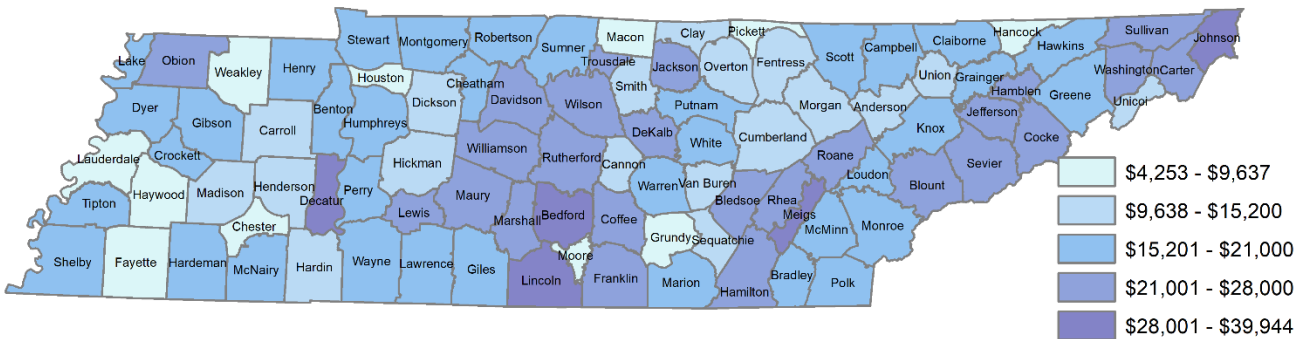 Stewart
Montgomery
Robertson
Sumner
Macon
Clay
Pickett
Scott
Campbell
Claiborne
Hancock
Hawkins
Sullivan
Johnson
Lake
Obion
Weakley
Henry
Houston
Cheatham
Trousdale
Jackson
Overton
Fentress
Union
Grainger
Hamblen
Washington
Carter
Dyer
Gibson
Carroll
Benton
Humphreys
Dickson
Davidson
Wilson
Smith
Putnam
Morgan
Anderson
Knox
Jefferson
Greene
Unicoi
Cocke
Lauderdale
Crockett
Hickman
Williamson
Rutherford
DeKalb
Cannon
White
Cumberland
Roane
Loudon
Blount
Sevier
Haywood
Madison
Henderson
Decatur
Perry
Lewis
Maury
Warren
Van Buren
Bledsoe
Rhea
Meigs
McMinn
Monroe
Tipton
Chester
Marshall
Bedford
Coffee
Grundy
Sequatchie
Shelby
Fayette
Hardeman
McNairy
Hardin
Wayne
Lawrence
Giles
Lincoln
Moore
Franklin
Marion
Hamilton
Bradley
Polk
$4,253 - $9,637
$9,638 - $15,200
$15,201 - $21,000
$21,001 - $28,000
$28,001 - $39,944